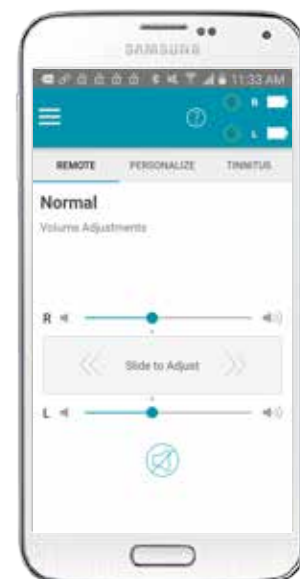 SAMSUNG
11:33 AM
R
L
REMOTE PERSONALIZE TINNITUS
Normal
Volume Adjustments
R
Slide to Adjust
L